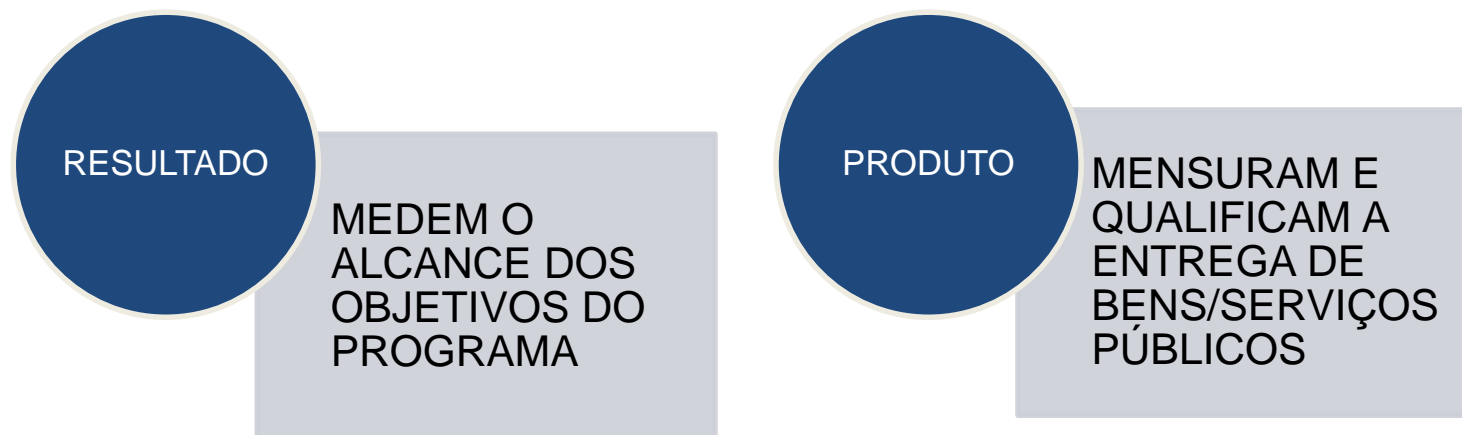 RESULTADO
MEDEM O
ALCANCE DOS
OBJETIVOS DO
PROGRAMA
PRODUTO
MENSURAM E
QUALIFICAM A
ENTREGA DE
BENS/SERVIÇOS
PÚBLICOS